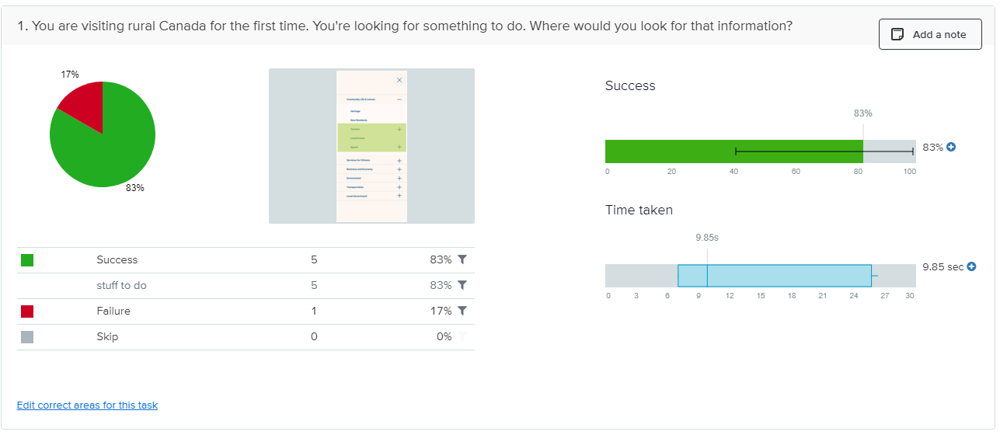 1. You are visiting rural Canada for the first time. You're looking for something to do. Where would you look for that information?
Add a note
17%
83%
Community Life & Leisure
Heritage
New Residents
Tourism
Local Events
Sports
Services for Citizens
Business and Economy
Environment
Transportation
Local Government
Success 5 83%
stuff to do 5 83%
Failure 1 17%
Skip 0 0%
Edit correct areas for this task
Success
83%
83%
0 20 40 60 80 100
Time taken
9.85s
9.85 sec
0 3 6 9 12 15 18 21 24 27 30